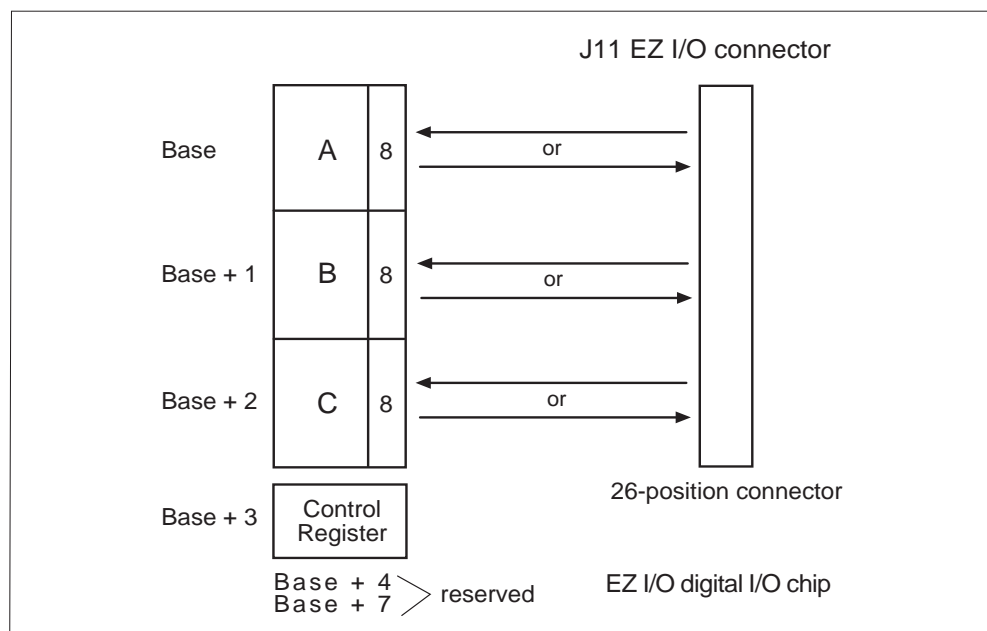 J11 EZ I/O connector
Base A 8 or
Base + 1 B 8 or
Base + 2 C 8 or
26-position connector
Base + 3 Control Register
Base + 4
Base + 7
reserved
EZ I/O digital I/O chip